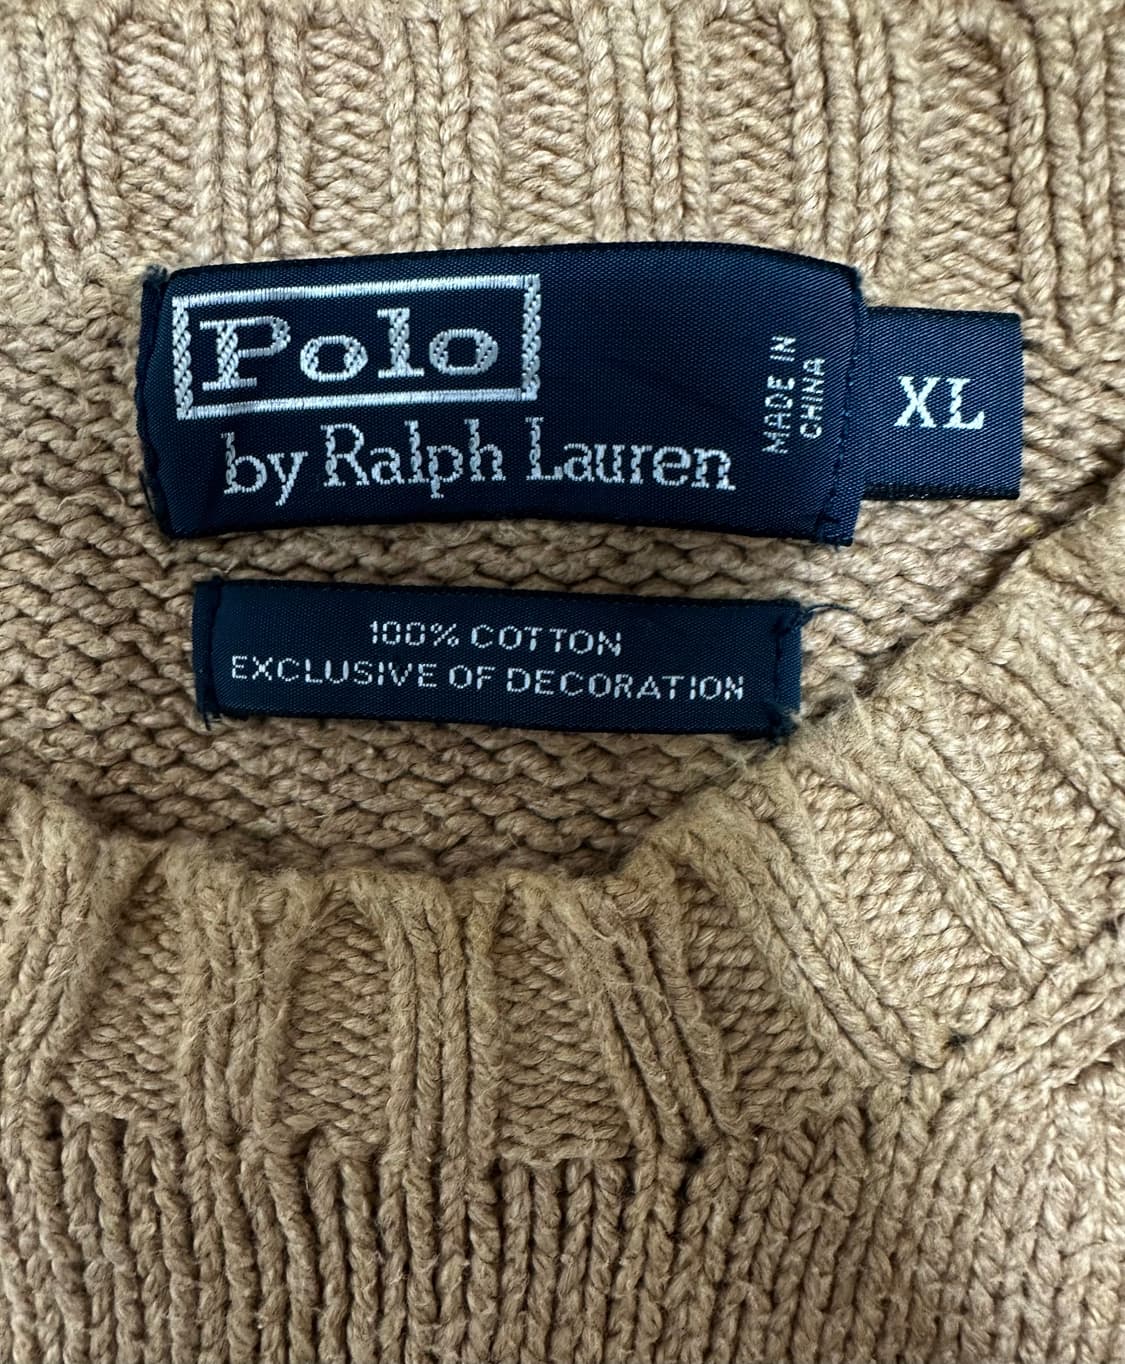 Polo
by Ralph Lauren
MADE IN
CHINA
XL
100% COTTON
EXCLUSIVE OF DECORATION